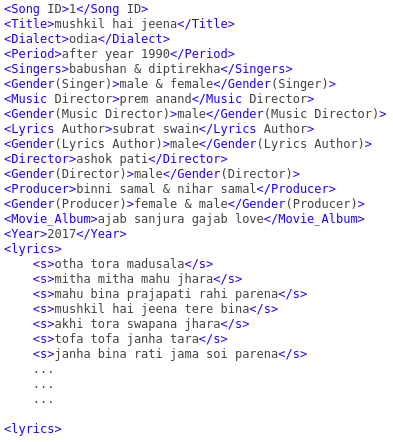 <Song ID>1</Song ID>
<Title>mushkil hai jeena</Title>
<Dialect>odia</Dialect>
<Period>after year 1990</Period>
<Singers>babushan & diptirekha</Singers>
<Gender(Singer)>male & female</Gender(Singer)>
<Music Director>prem anand</Music Director>
<Gender(Music Director)>male</Gender(Music Director)>
<Lyrics Author>subrat swain</Lyrics Author>
<Gender(Lyrics Author)>male</Gender(Lyrics Author)>
<Director>ashok pati</Director>
<Gender(Director)>male</Gender(Director)>
<Producer>binni samal & nihar samal</Producer>
<Gender(Producer)>female & male</Gender(Producer)>
<Movie_Album>ajab sanjura gajab love</Movie_Album>
<Year>2017</Year>
<lyrics>
<s>otha tora madusala</s>
<s>mitha mitha mahu jhara</s>
<s>mahu bina prajapati rahi parena</s>
<s>mushkil hai jeena tere bina</s>
<s>akhi tora swapana jhara</s>
<s>tofa tofa janha tara</s>
<s>janha bina rati jama soi parena</s>
...
...
...
<lyrics>